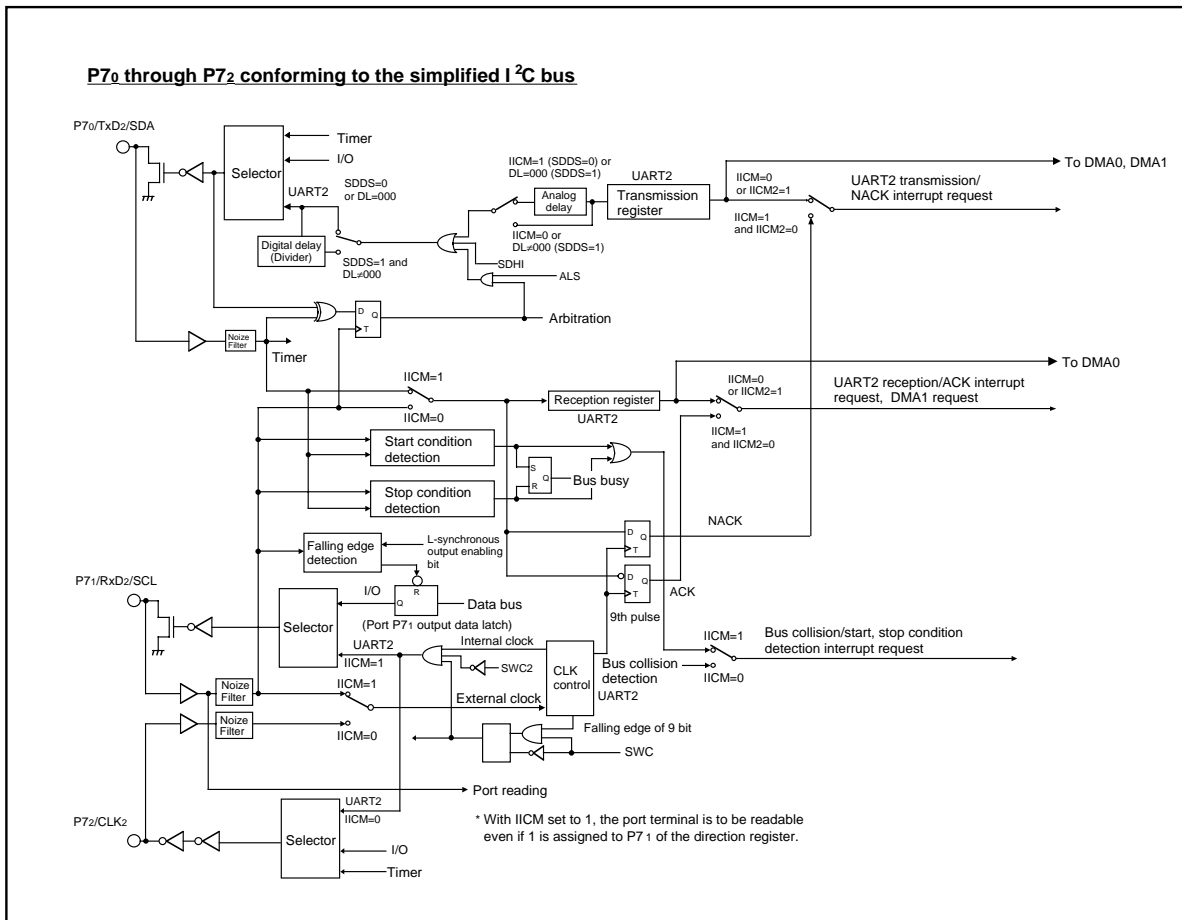 P70 through P72 conforming to the simplified I 2C bus
P70/TxD2/SDA
Selector
Timer
I/O
UART2
SDDS=0
or DL=000
Digital delay
(Divider)
SDDS=1 and
DL≠000
IICM=1 (SDDS=0) or
DL=000 (SDDS=1)
Analog
delay
IICM=0 or
DL≠000 (SDDS=1)
SDHI
ALS
UART2
Transmission
register
To DMA0, DMA1
IICM=0
or IICM2=1
UART2 transmission/
NACK interrupt
request
IICM=1
and IICM2=0
D
Q
T
Arbitration
Noize
Filter
Timer
To DMA0
IICM=1
IICM=0
Reception register
UART2
IICM=0
or IICM2=1
UART2 reception/ACK interrupt
request, DMA1 request
IICM=1
and IICM2=0
Start condition
detection
S
Q
R
Bus busy
Stop condition
detection
NACK
D
Q
T
Falling edge
detection
L-synchronous
output enabling
bit
D
Q
T
ACK
9th pulse
P71/RxD2/SCL
I/O
R
Q
Data bus
(Port P71 output data latch)
Selector
UART2
IICM=1
Internal clock
SWC2
CLK
control
UART2
Bus collision
detection
IICM=1
IICM=0
Bus collision/start, stop condition
detection interrupt request
Noize
Filter
IICM=1
External clock
Noize
Filter
IICM=0
Falling edge of 9 bit
SWC
Port reading
P72/CLK2
UART2
IICM=0
Selector
I/O
Timer
* With IICM set to 1, the port terminal is to be readable
even if 1 is assigned to P71 of the direction register.